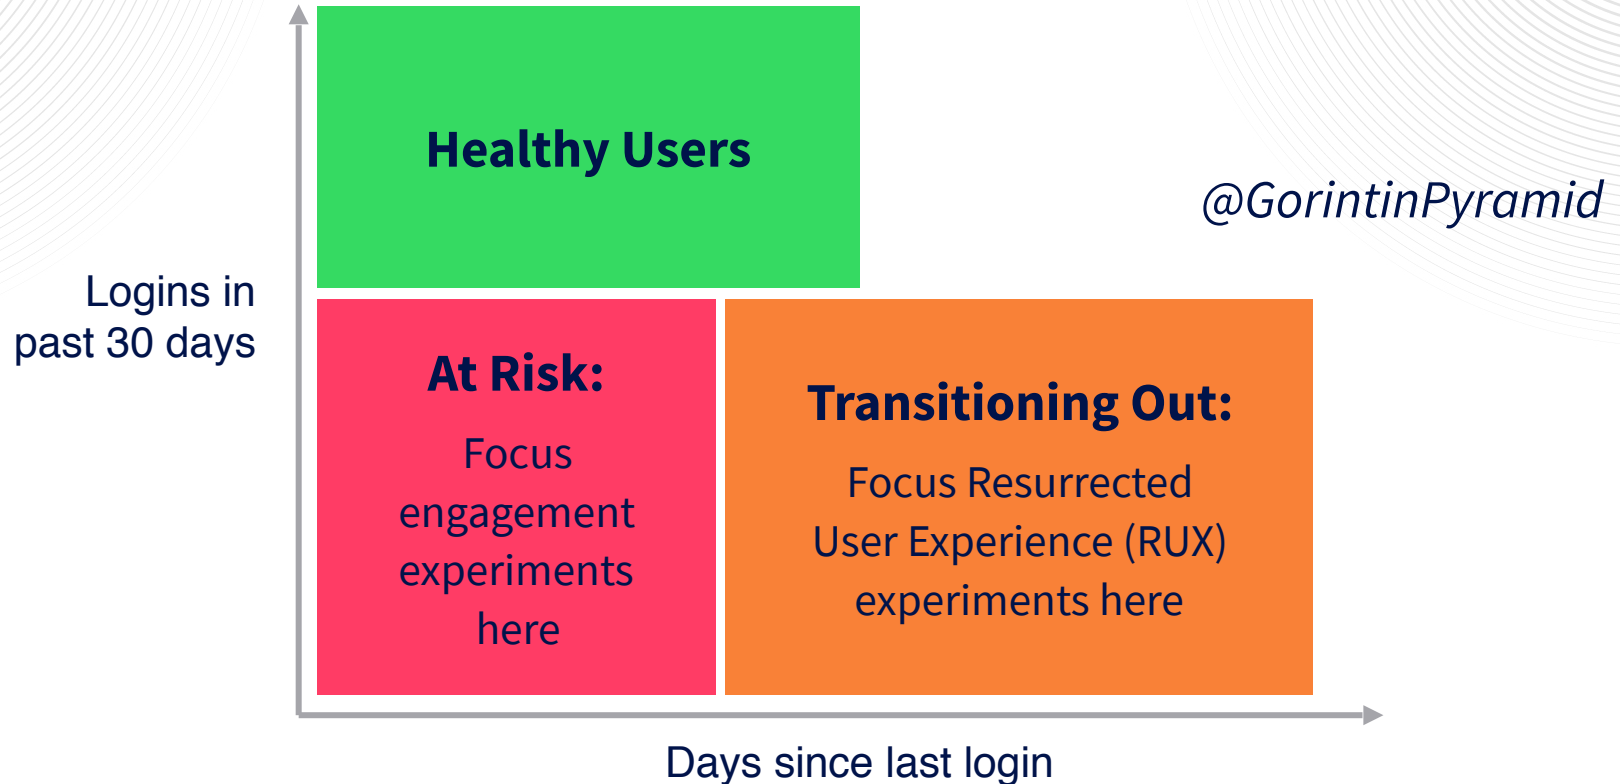 Healthy Users
@GorintinPyramid
Logins in
past 30 days
At Risk:
Focus
engagement
experiments
here
Transitioning Out:
Focus Resurrected
User Experience (RUX)
experiments here
Days since last login